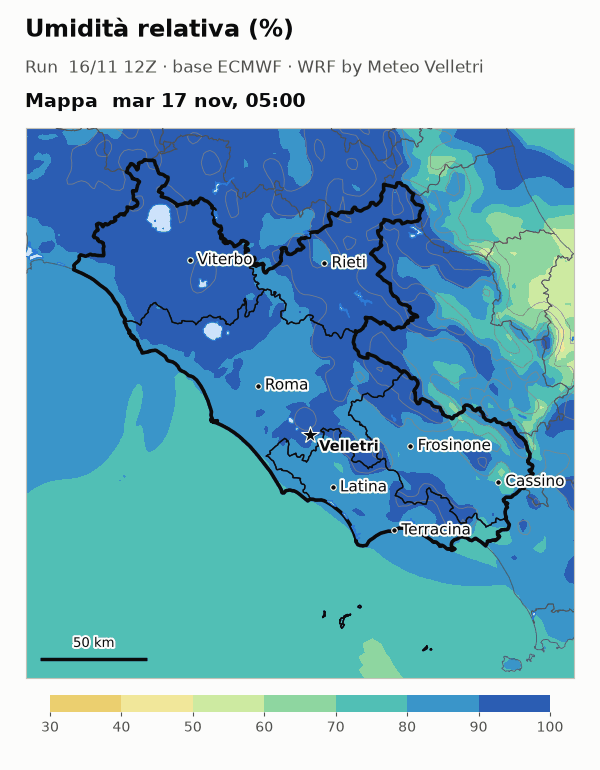 Umidità relativa (%)
Run  16/11 12Z · base ECMWF · WRF by Meteo Velletri
Mappa  mar 17 nov, 05:00
Viterbo
Rieti
Roma
Velletri
Frosinone
Latina
Cassino
Terracina
50 km
30 40 50 60 70 80 90 100